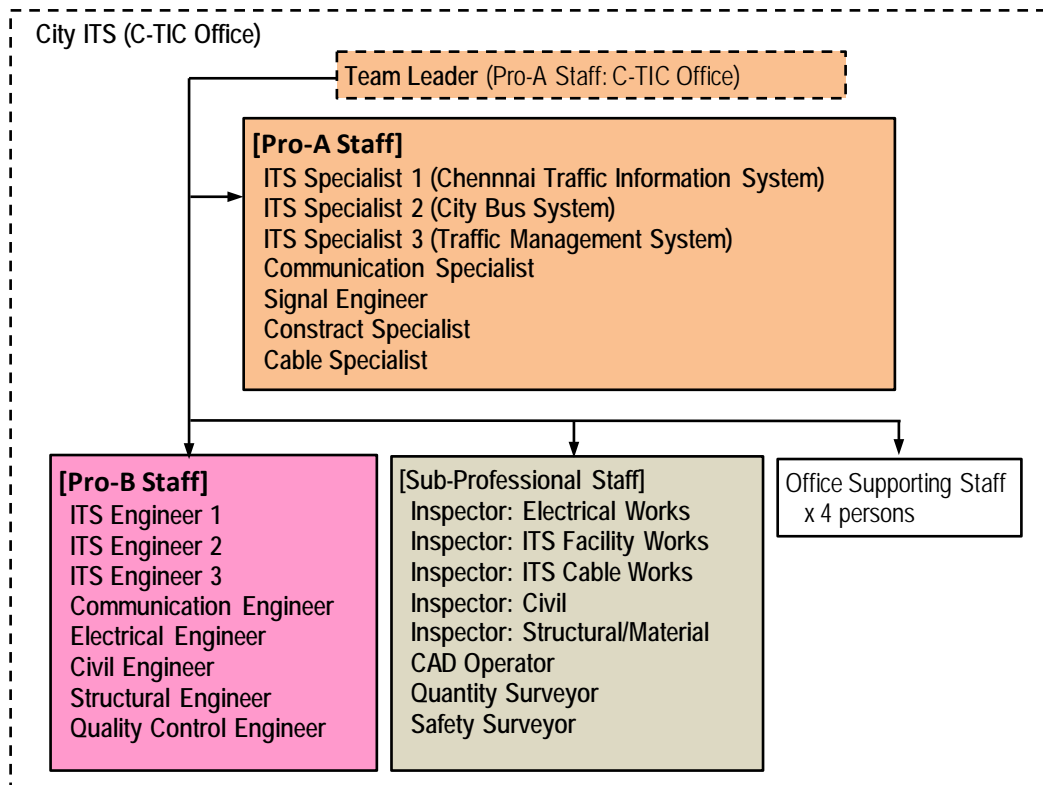 City ITS (C-TIC Office)
Team Leader (Pro-A Staff: C-TIC Office)
[Pro-A Staff]
ITS Specialist 1 (Chennnai Traffic Information System)
ITS Specialist 2 (City Bus System)
ITS Specialist 3 (Traffic Management System)
Communication Specialist
Signal Engineer
Constract Specialist
Cable Specialist
[Pro-B Staff]
ITS Engineer 1
ITS Engineer 2
ITS Engineer 3
Communication Engineer
Electrical Engineer
Civil Engineer
Structural Engineer
Quality Control Engineer
[Sub-Professional Staff]
Inspector: Electrical Works
Inspector: ITS Facility Works
Inspector: ITS Cable Works
Inspector: Civil
Inspector: Structural/Material
CAD Operator
Quantity Surveyor
Safety Surveyor
Office Supporting Staff
x 4 persons